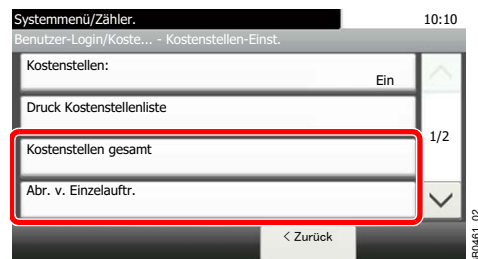 Systemmenü/Zähler. 10:10
Benutzer-Login/Koste... - Kostenstellen-Einst.
Kostenstellen:
Ein
Druck Kostenstellenliste
Kostenstellen gesamt
1/2
Abr. v. Einzelauftr.
< Zurück
B0461_02